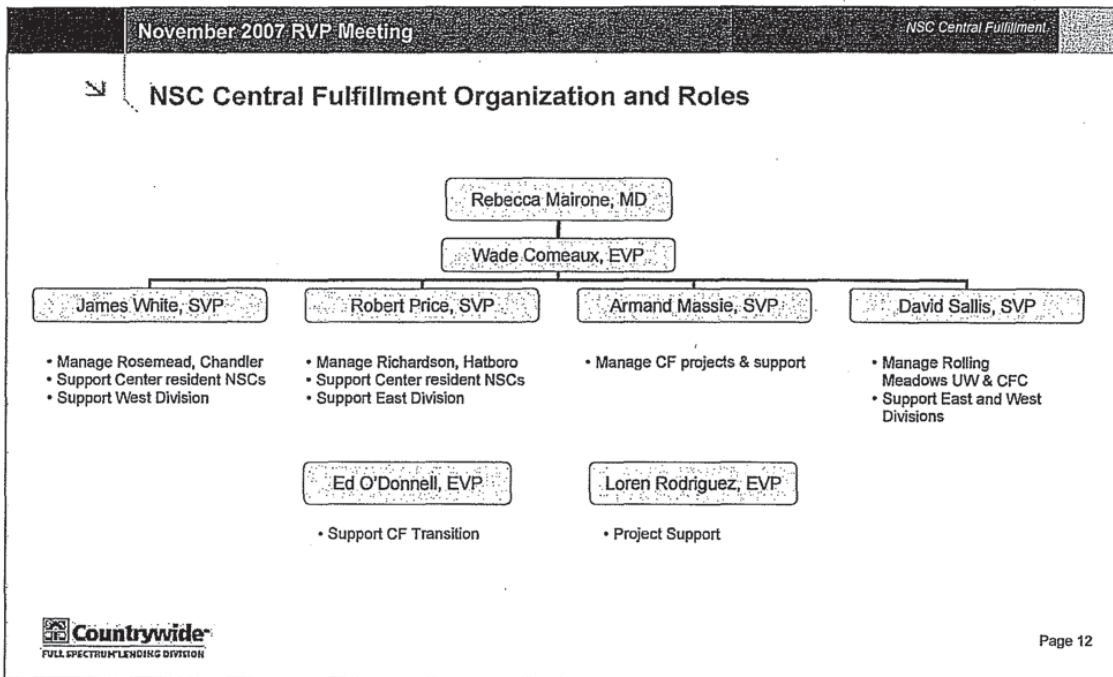 November 2007 RVP Meeting
NSC Central Fulfillment
NSC Central Fulfillment Organization and Roles
Rebecca Mairone, MD
Wade Comeaux, EVP
James White, SVP
• Manage Rosemead, Chandler
• Support Center resident NSCs
• Support West Division
Robert Price, SVP
• Manage Richardson, Hatboro
• Support Center resident NSCs
• Support East Division
Armand Massie, SVP
• Manage CF projects & support
David Sallis, SVP
• Manage Rolling
Meadows UW & CFC
• Support East and West
Divisions
Ed O'Donnell, EVP
• Support CF Transition
Loren Rodriguez, EVP
• Project Support
Countrywide
FULL SPECTRUM LENDING DIVISION
Page 12